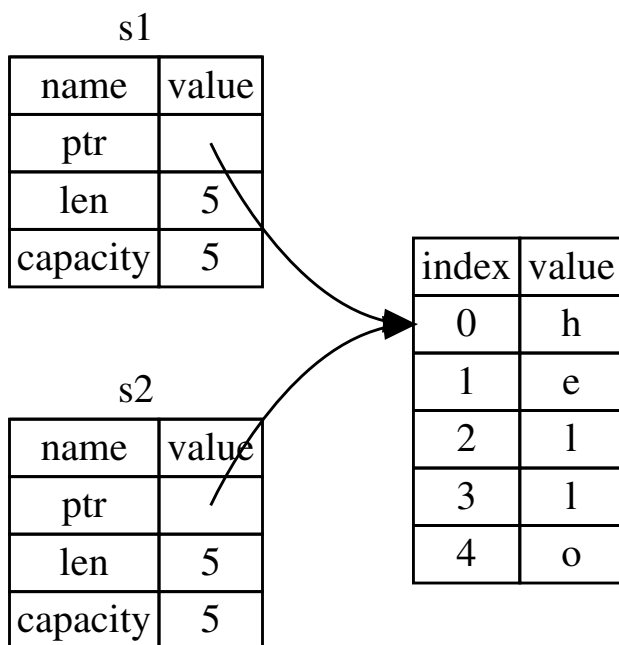 s1
name value
ptr
len 5
capacity 5
s2
name value
ptr
len 5
capacity 5
index value
0 h
1 e
2 l
3 l
4 o